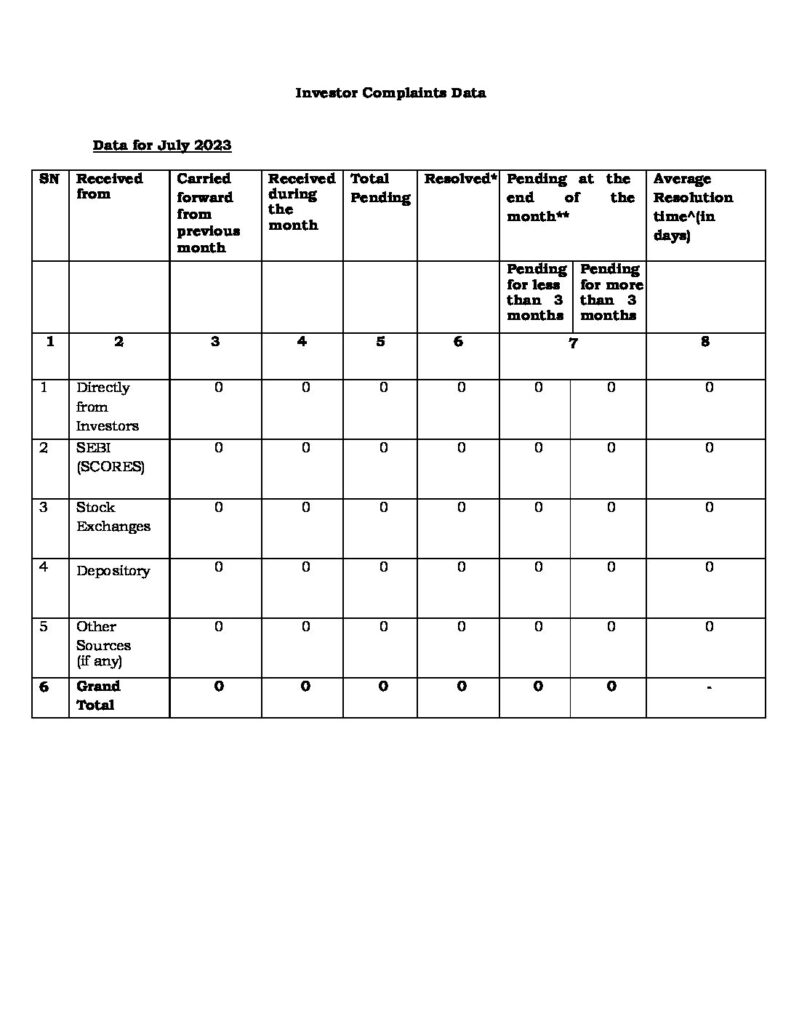 Investor Complaints Data
Data for July 2023
SN Received from Carried forward from previous month Received during the month Total Pending Resolved* Pending at the end of the month** Average Resolution time^(in days)
Pending for less than 3 months Pending for more than 3 months
1 2 3 4 5 6 7 8
1 Directly from Investors 0 0 0 0 0 0 0
2 SEBI (SCORES) 0 0 0 0 0 0 0
3 Stock Exchanges 0 0 0 0 0 0 0
4 Depository 0 0 0 0 0 0 0
5 Other Sources (if any) 0 0 0 0 0 0 0
6 Grand Total 0 0 0 0 0 0 -